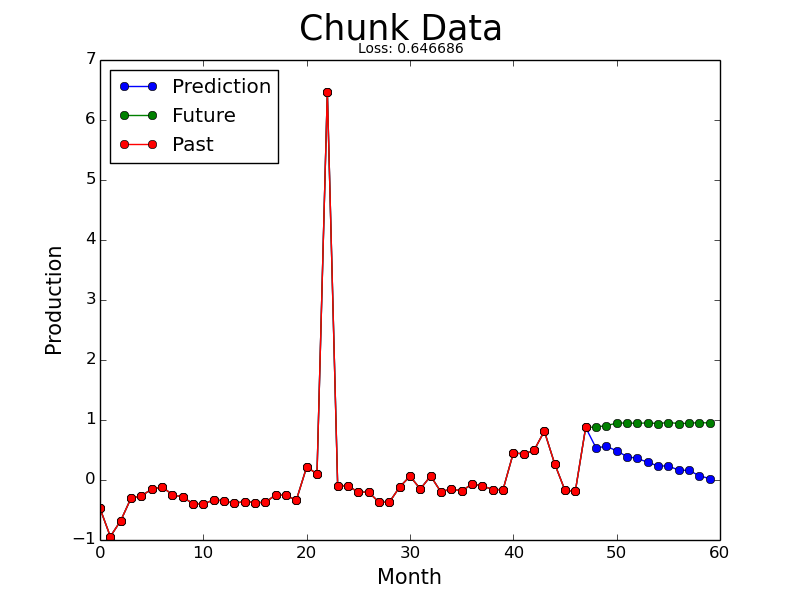 Chunk Data
Loss: 0.646686
Prediction
Future
Past
Production
7
6
5
4
3
2
1
0
−1
0 10 20 30 40 50 60
Month